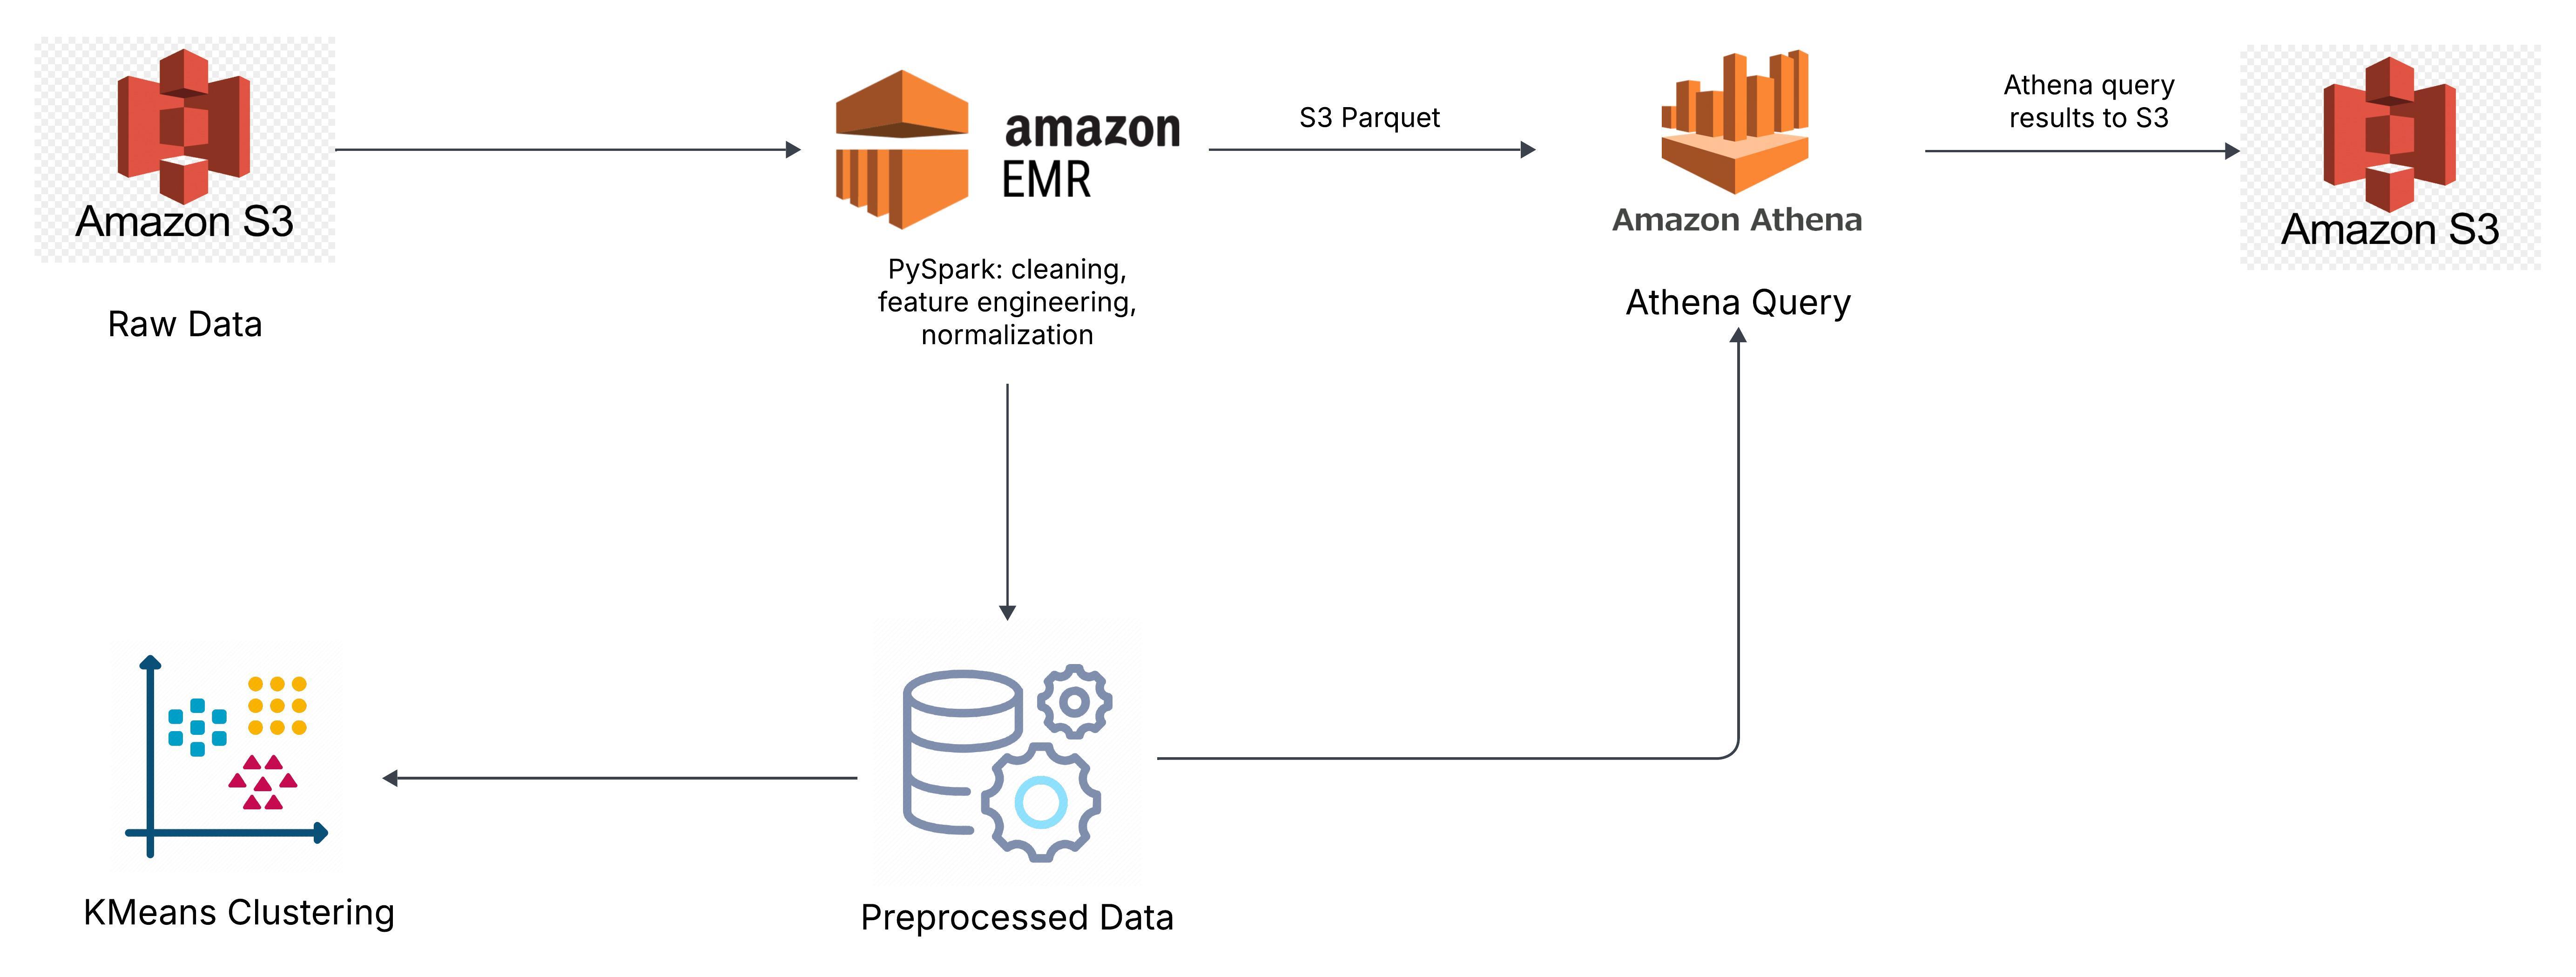 Amazon S3
Raw Data
amazon
EMR
PySpark: cleaning,
feature engineering,
normalization
S3 Parquet
Amazon Athena
Athena Query
Athena query
results to S3
Amazon S3
KMeans Clustering
Preprocessed Data